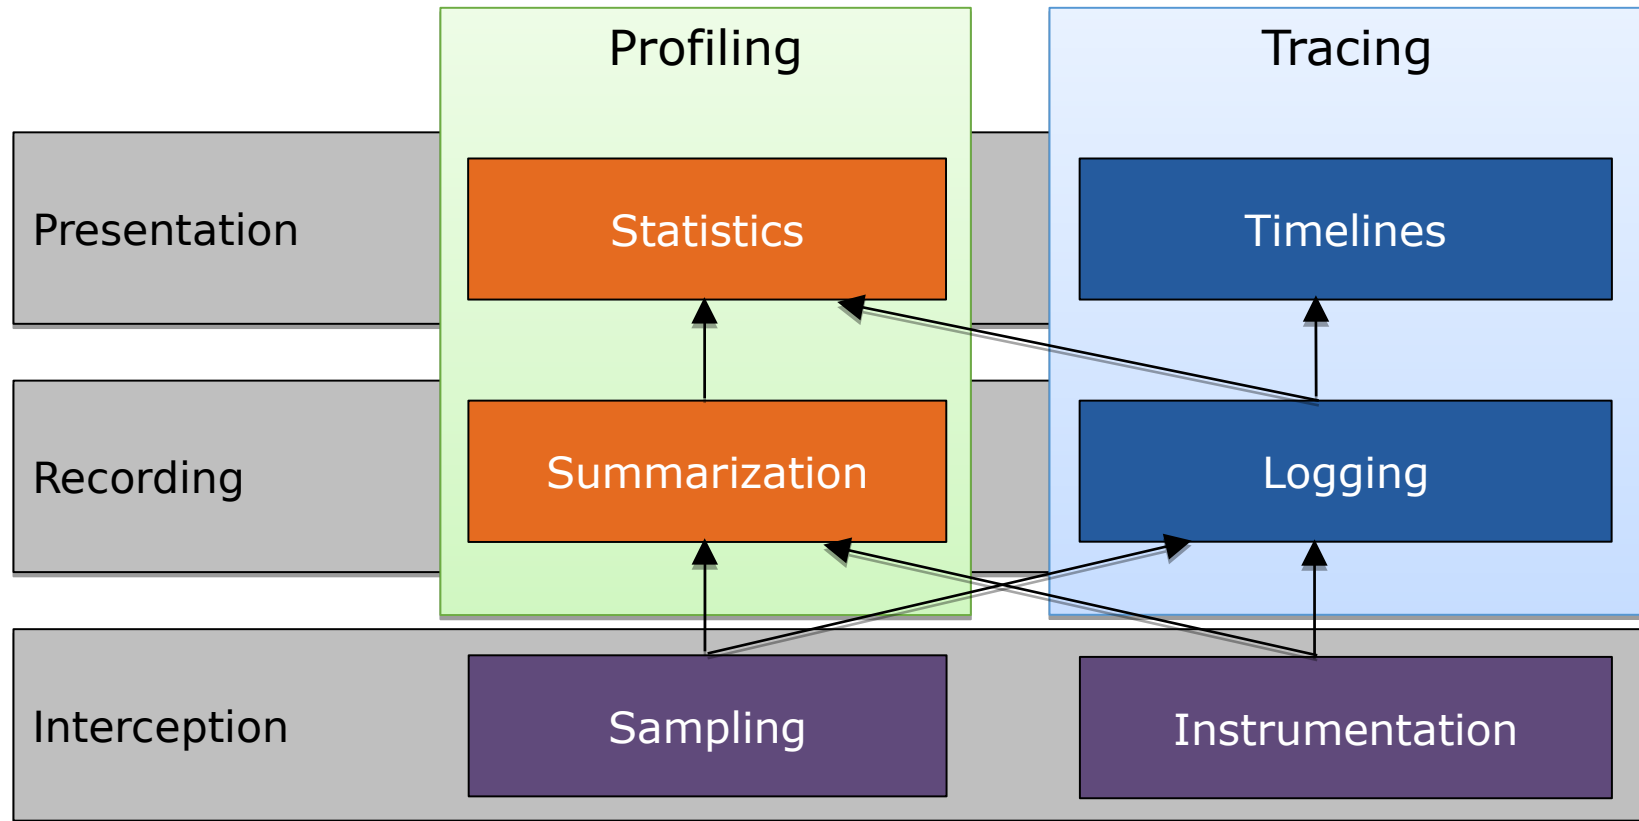 Profiling
Tracing
Presentation
Statistics
Timelines
Recording
Summarization
Logging
Interception
Sampling
Instrumentation